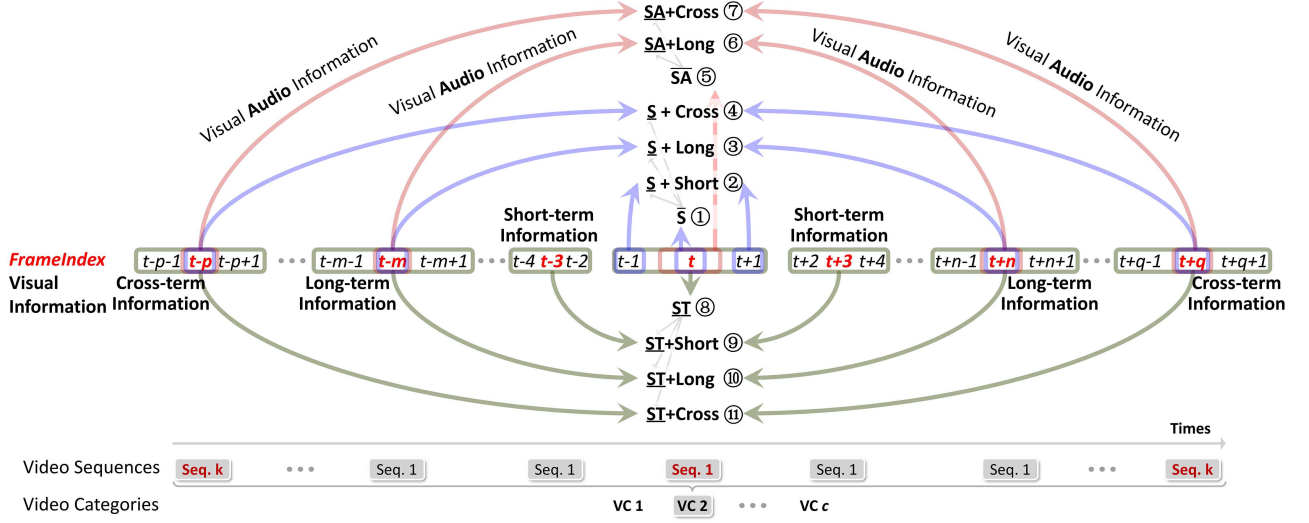 SA+Cross ⑦
SA+Long ⑥
SA ⑤
Visual Audio Information
Visual Audio Information
Visual Audio Information
Visual Audio Information
S + Cross ④
S + Long ③
S + Short ②
S ①
Short-term
Information
Short-term
Information
FrameIndex
t-p-1 t-p t-p+1
t-m-1 t-m t-m+1
t-4 t-3 t-2
t-1 t t+1
t+2 t+3 t+4
t+n-1 t+n t+n+1
t+q-1 t+q t+q+1
Visual
Information
Cross-term
Information
Long-term
Information
Long-term
Information
Cross-term
Information
ST ⑧
ST+Short ⑨
ST+Long ⑩
ST+Cross ⑪
Times
Video Sequences Seq. k Seq. 1 Seq. 1 Seq. 1 Seq. 1 Seq. 1 Seq. k
Video Categories VC 1 VC 2 VC c